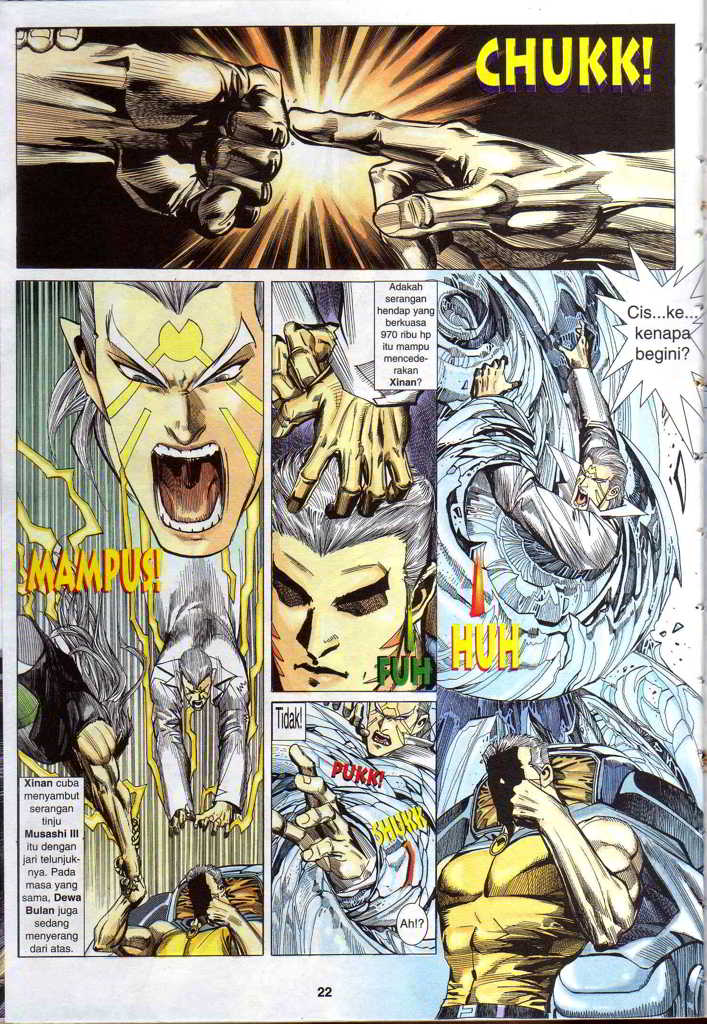 CHUKK!
MAMPUS!
Xinan cuba
menyambut
serangan
tinju
Musashi III
itu dengan
jari telunjuk-
nya. Pada
masa yang
sama, Dewa
Bulan juga
sedang
menyerang
dari atas.
Adakah
serangan
hendap yang
berkuasa
970 ribu hp
itu mampu
mencede-
rakan
Xinan?
FUH
Cis...ke...
kenapa
begini?
HUH
Tidak!
PUKK!
SHUKK
Ah!?
22